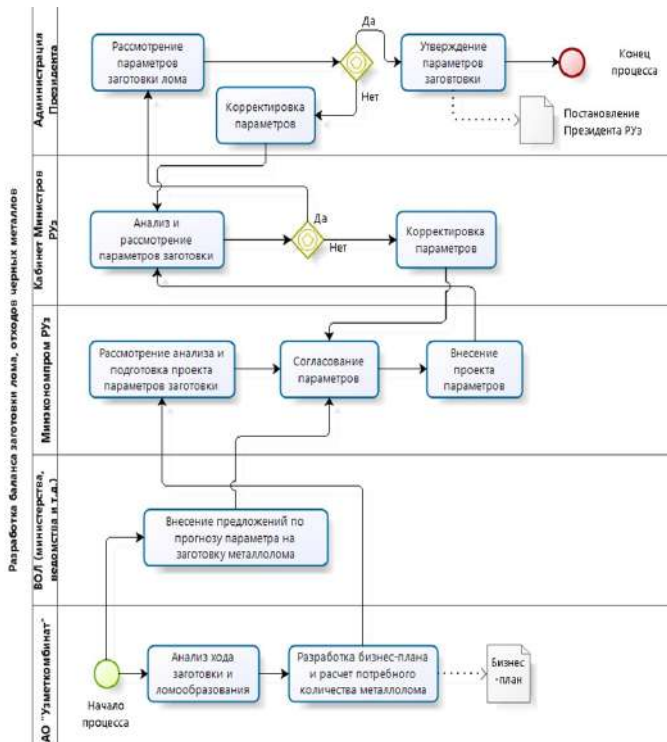 Разработка баланса заготовки лома, отходов черных металлов
Администрация
Президента
Рассмотрение
параметров
заготовки лома
Да
Нет
Утверждение
параметров
заговтовки
Конец
процесса
Корректировка
параметров
Постановление
Президента РУз
Кабинет Министров
РУз
Анализ и
рассмотрение
параметров заготовки
Да
Нет
Корректировка
параметров
Минэкономпром РУз
Рассмотрение анализа и
подготовка проекта
параметров заготовки
Согласование
параметров
Внесение
проекта
параметров
ВОЛ (министерства,
ведомства и т.д.)
Внесение предложений по
прогнозу параметра на
заготовку металлолома
АО "Узметкомбинат"
Начало
процесса
Анализ хода
заготовки и
ломообразования
Разработка бизнес-плана
и расчет потребного
количества металлолома
Бизнес
-план